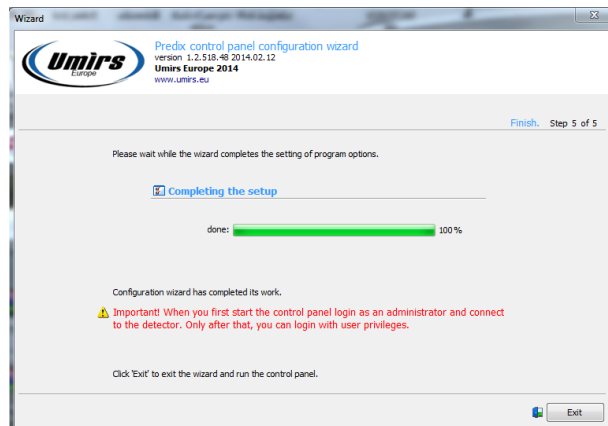 Wizard
Predix control panel configuration wizard
version 1.2.518.48 2014.02.12
Umirs Europe 2014
www.umirs.eu
Umirs
Europe
Finish. Step 5 of 5
Please wait while the wizard completes the setting of program options.
Completing the setup
done: 100 %
Configuration wizard has completed its work.
Important! When you first start the control panel login as an administrator and connect
to the detector. Only after that, you can login with user privileges.
Click 'Exit' to exit the wizard and run the control panel.
Exit